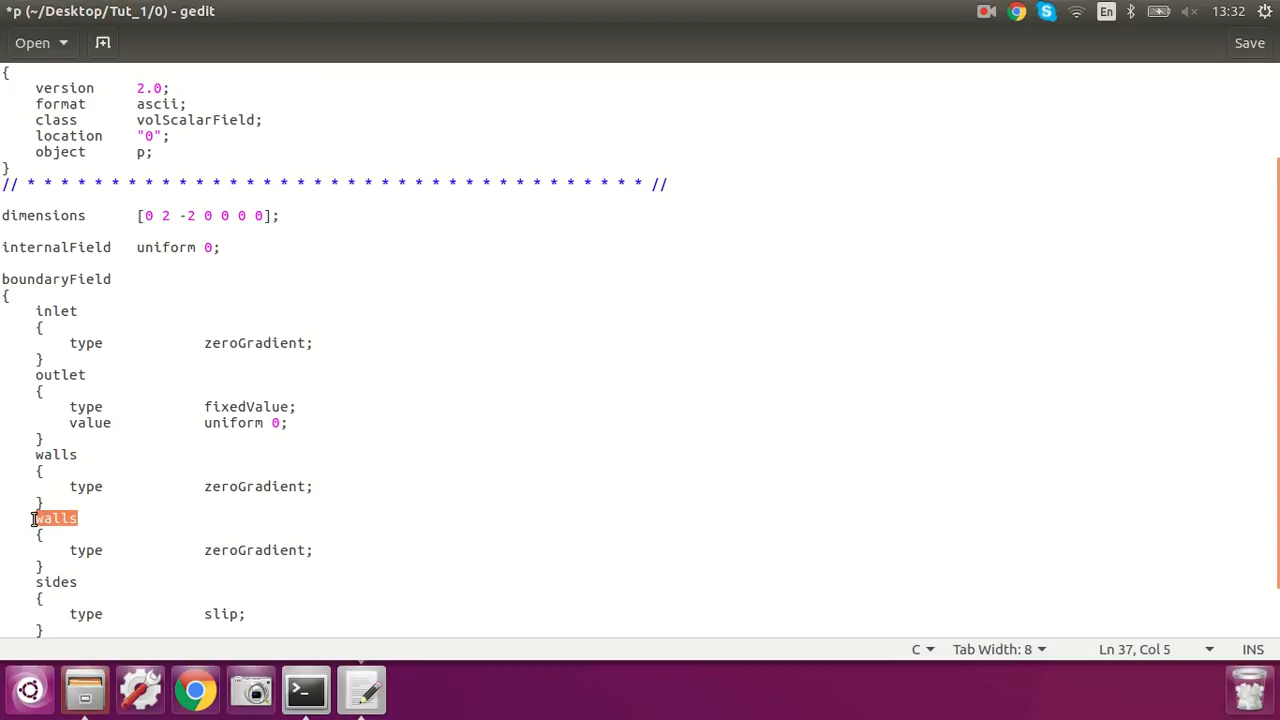 *p (~/Desktop/Tut_1/0) - gedit
En
13:32
Open
Save
{
version 2.0;
format ascii;
class volScalarField;
location "0";
object p;
}
// * * * * * * * * * * * * * * * * * * * * * * * * * * * * * * * * * * * * * //
dimensions [0 2 -2 0 0 0 0];
internalField uniform 0;
boundaryField
{
inlet
{
type zeroGradient;
}
outlet
{
type fixedValue;
value uniform 0;
}
walls
{
type zeroGradient;
}
walls
{
type zeroGradient;
}
sides
{
type slip;
}
C
Tab Width: 8
Ln 37, Col 5
INS